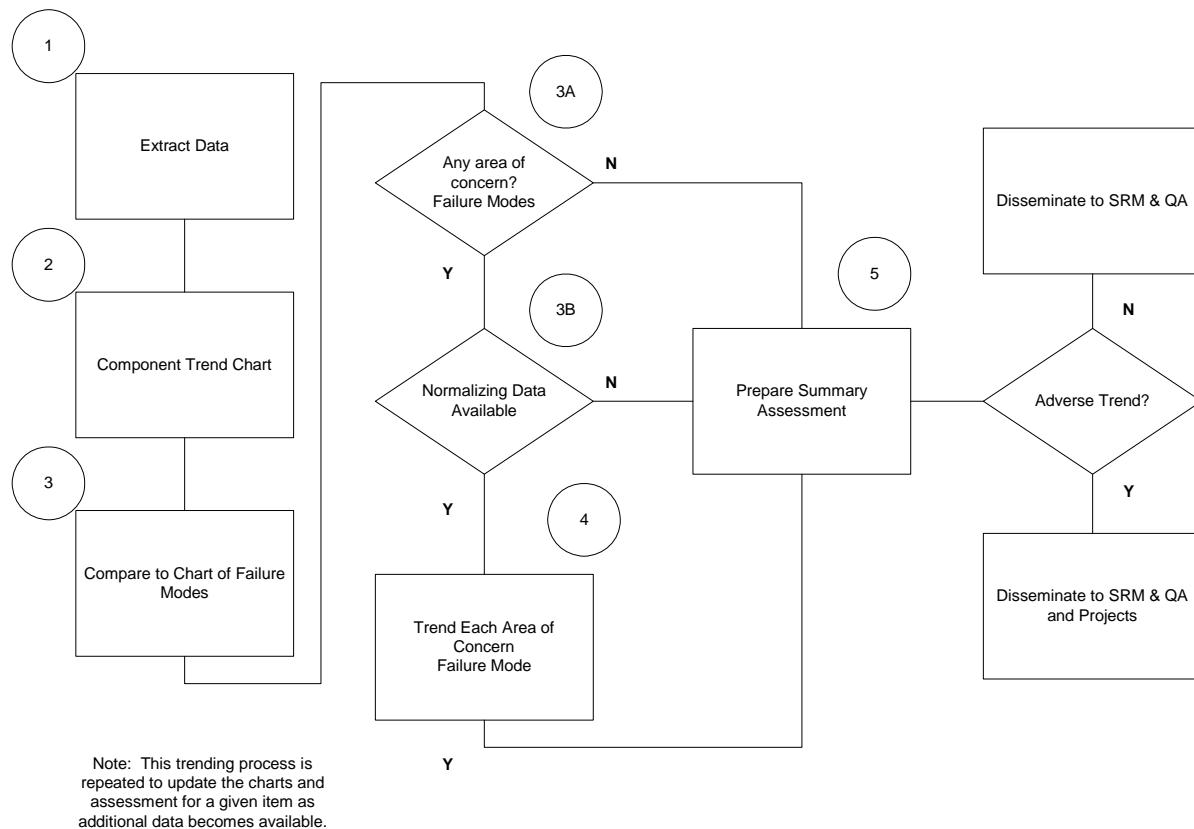 1
Extract Data
2
Component Trend Chart
3
Compare to Chart of Failure
Modes
Note:  This trending process is
repeated to update the charts and
assessment for a given item as
additional data becomes available.
3A
Any area of
concern?
Failure Modes
N
Y
3B
Normalizing Data
Available
N
Y
4
Trend Each Area of
Concern
Failure Mode
Y
5
Prepare Summary
Assessment
Disseminate to SRM & QA
N
Adverse Trend?
Y
Disseminate to SRM & QA
and Projects